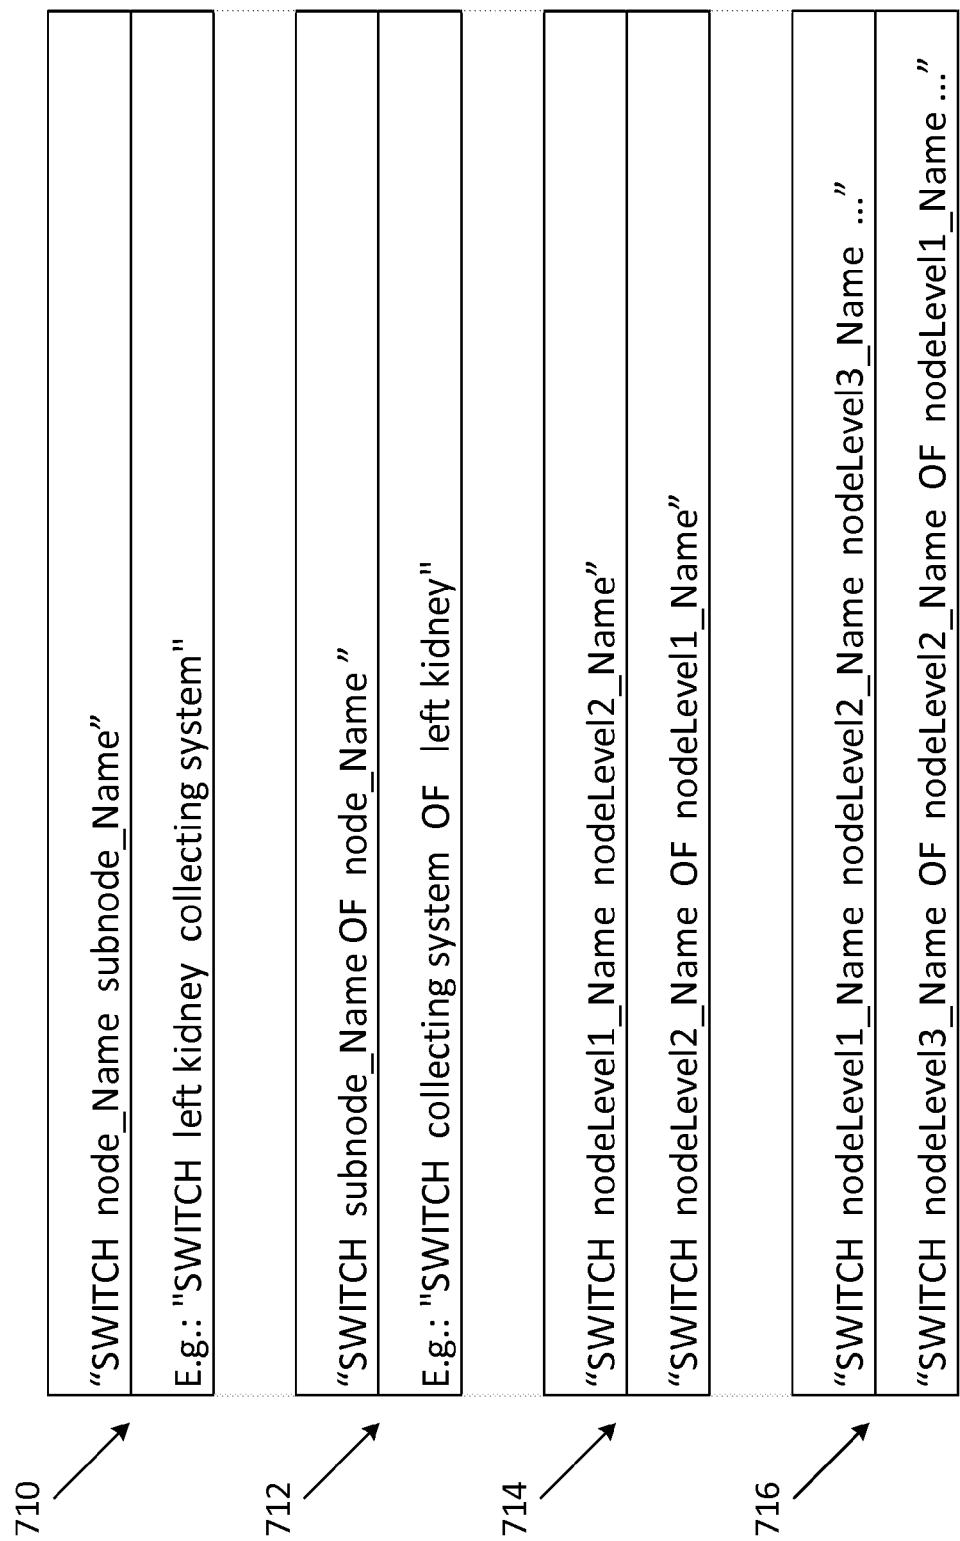 710
“SWITCH node_Name subnode_Name”
E.g.: "SWITCH left kidney collecting system"
712
“SWITCH subnode_Name OF node_Name”
E.g.: "SWITCH collecting system OF left kidney"
714
“SWITCH nodeLevel1_Name nodeLevel2_Name”
“SWITCH nodeLevel2_Name OF nodeLevel1_Name”
716
“SWITCH nodeLevel1_Name nodeLevel2_Name nodeLevel3_Name ...”
“SWITCH nodeLevel3_Name OF nodeLevel2_Name OF nodeLevel1_Name ...”